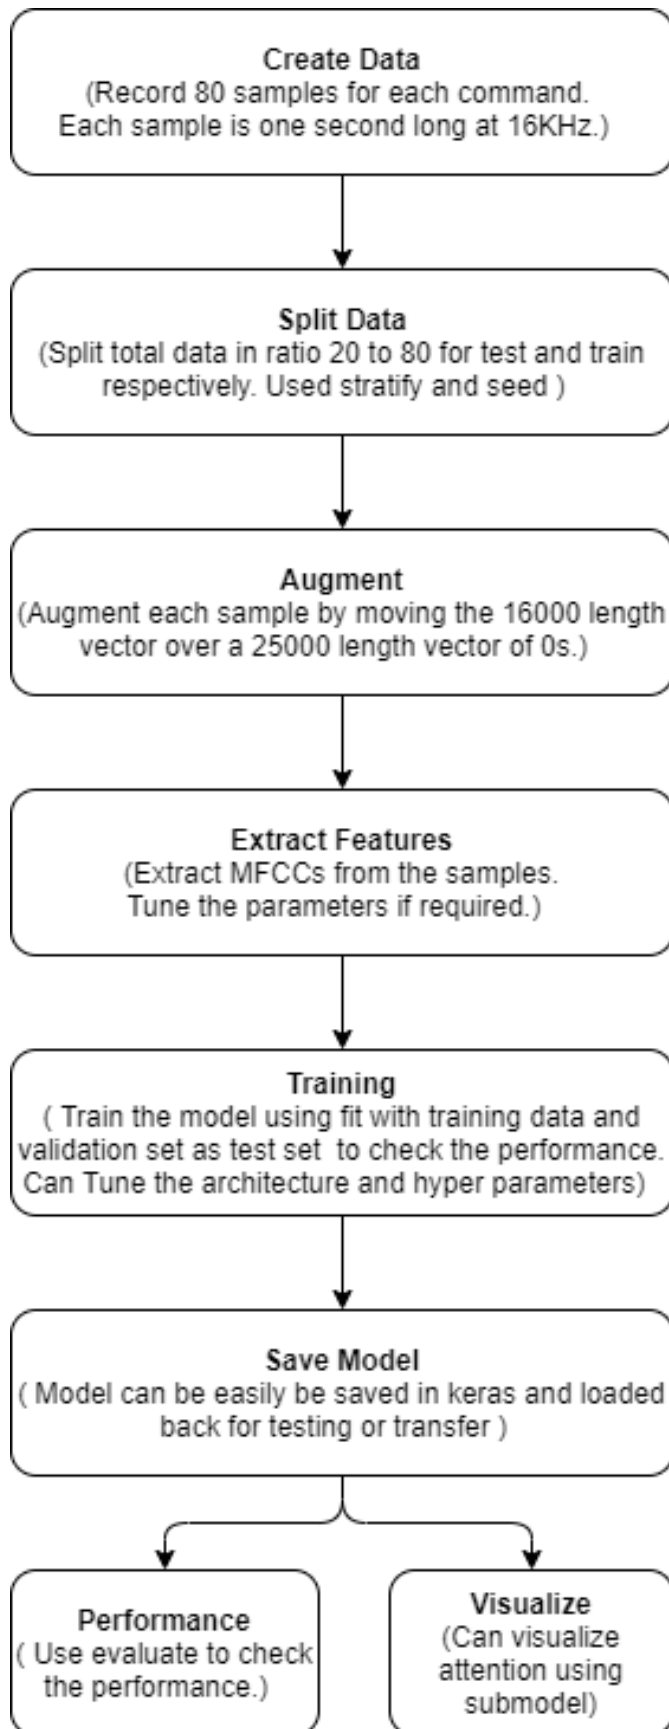 Create Data
(Record 80 samples for each command.
Each sample is one second long at 16KHz.)
Split Data
(Split total data in ratio 20 to 80 for test and train
respectively. Used stratify and seed )
Augment
(Augment each sample by moving the 16000 length
vector over a 25000 length vector of 0s.)
Extract Features
(Extract MFCCs from the samples.
Tune the parameters if required.)
Training
( Train the model using fit with training data and
validation set as test set to check the performance.
Can Tune the architecture and hyper parameters)
Save Model
( Model can be easily be saved in keras and loaded
back for testing or transfer )
Performance
( Use evaluate to check
the performance.)
Visualize
(Can visualize
attention using
submodel)